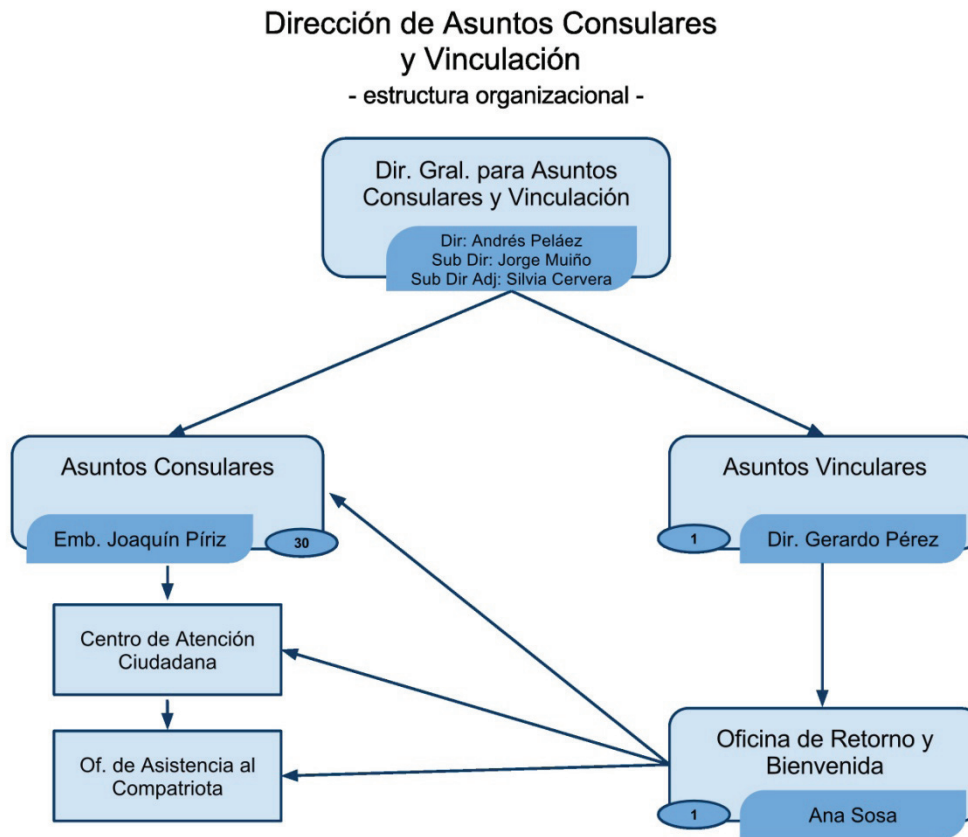 Dirección de Asuntos Consulares
y Vinculación
- estructura organizacional -
Dir. Gral. para Asuntos
Consulares y Vinculación
Dir: Andrés Peláez
Sub Dir: Jorge Muiño
Sub Dir Adj: Silvia Cervera
Asuntos Consulares
Emb. Joaquín Píriz
30
Asuntos Vinculares
1
Dir. Gerardo Pérez
Centro de Atención
Ciudadana
Of. de Asistencia al
Compatriota
Oficina de Retorno y
Bienvenida
1
Ana Sosa